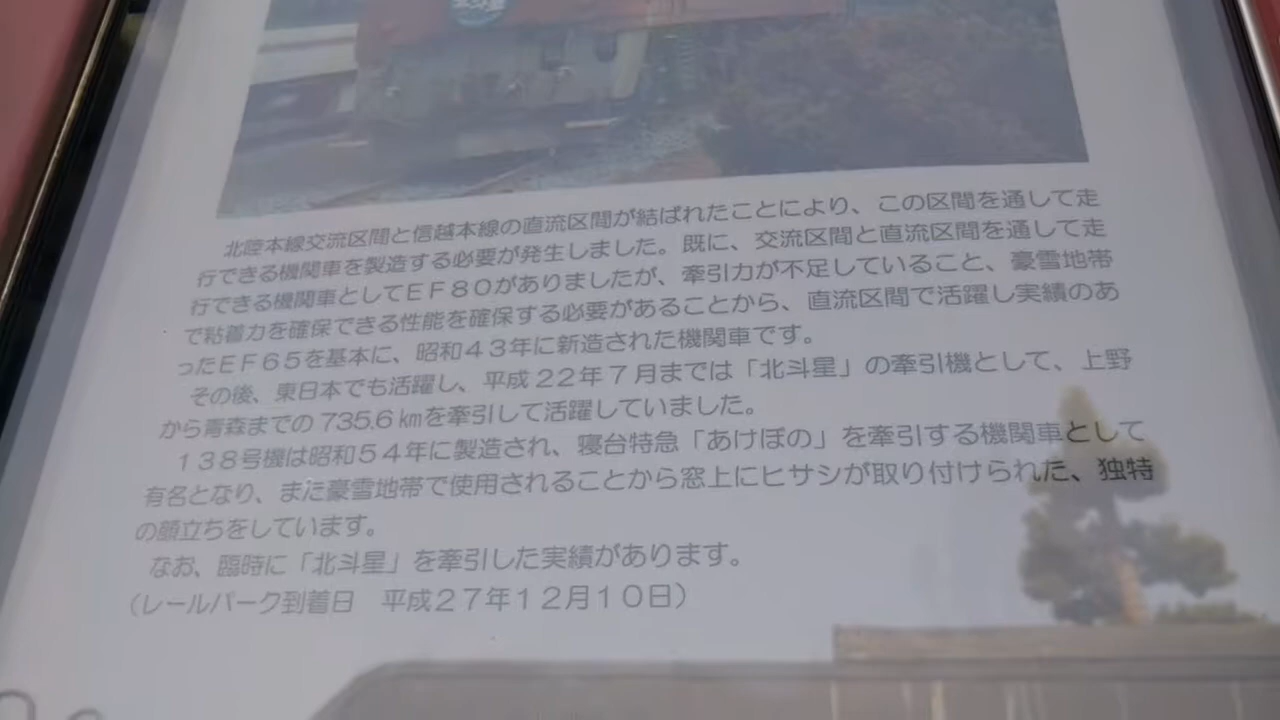 北斗星
北陸本線交流区間と信越本線の直流区間が結ばれたことにより、この区間を通して走
行できる機関車を製造する必要が発生しました。既に、交流区間と直流区間を通して走
行できる機関車としてEF80がありましたが、牽引力が不足していること、豪雪地帯
で粘着力を確保できる性能を確保する必要があることから、直流区間で活躍し実績のあ
ったEF65を基本に、昭和43年に新造された機関車です。
その後、東日本でも活躍し、平成22年7月までは「北斗星」の牽引機として、上野
から青森までの735.6㎞を牽引して活躍していました。
138号機は昭和54年に製造され、寝台特急「あけぼの」を牽引する機関車として
有名となり、また豪雪地帯で使用されることから窓上にヒサシが取り付けられた、独特
の顔立ちをしています。
なお、臨時に「北斗星」を牽引した実績があります。
（レールパーク到着日　平成27年12月10日）